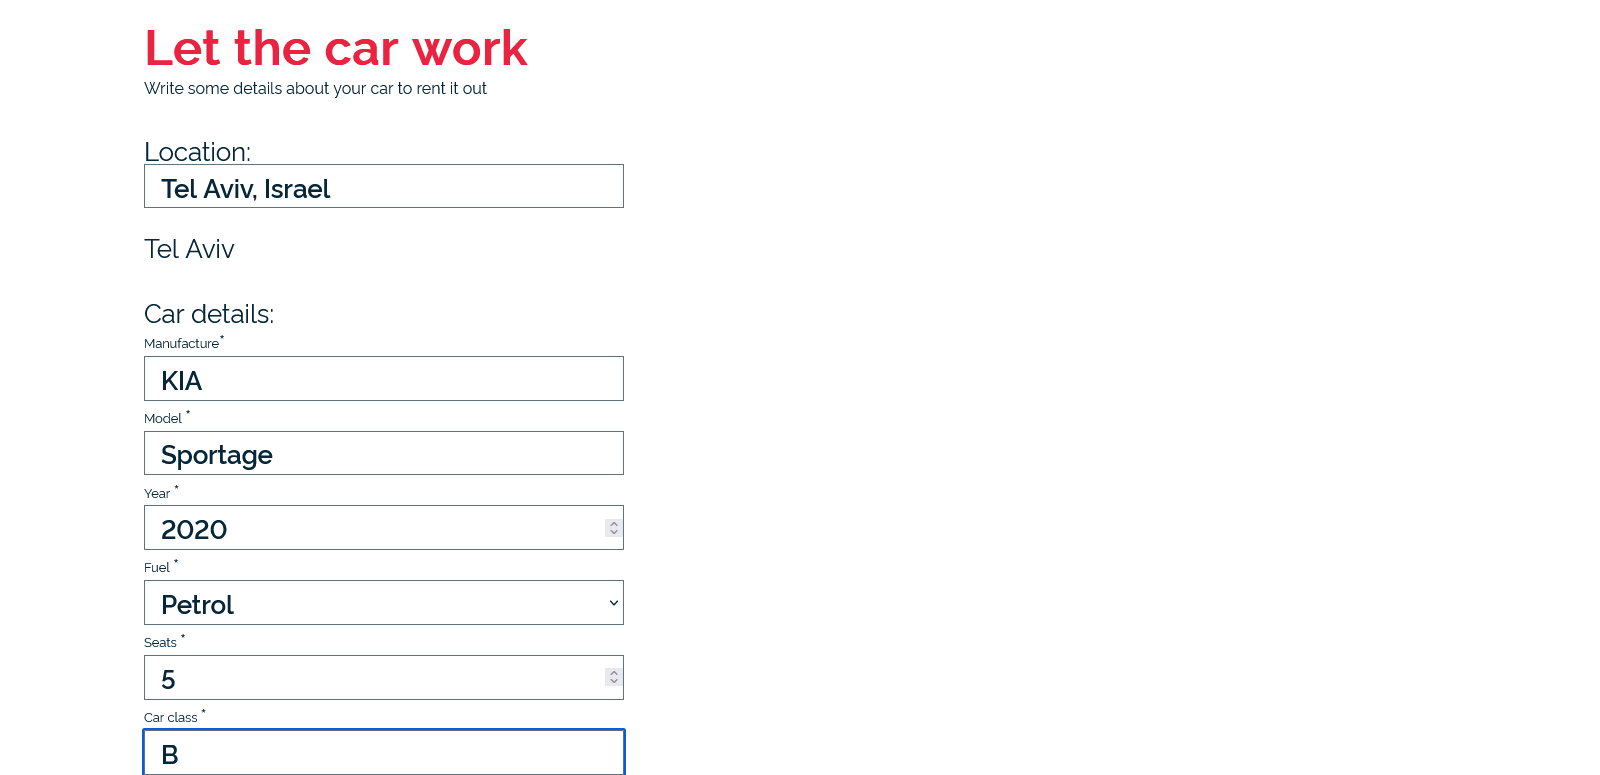 Let the car work
Write some details about your car to rent it out
Location:
Tel Aviv, Israel
Tel Aviv
Car details:
Manufacture*
KIA
Model *
Sportage
Year *
2020
Fuel *
Petrol
Seats *
5
Car class *
B